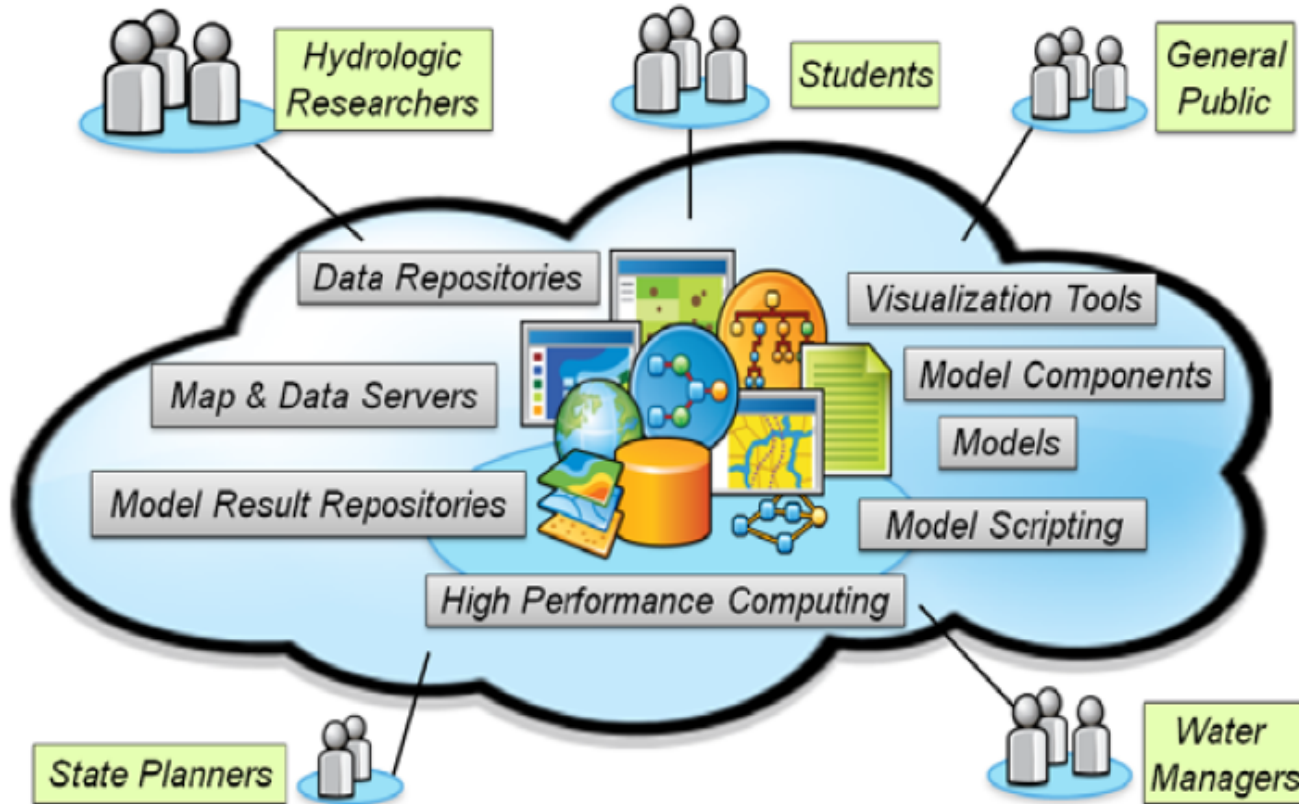 Hydrologic
Researchers
Students
General
Public
Data Repositories
Visualization Tools
Map & Data Servers
Model Components
Models
Model Result Repositories
Model Scripting
High Performance Computing
State Planners
Water
Managers